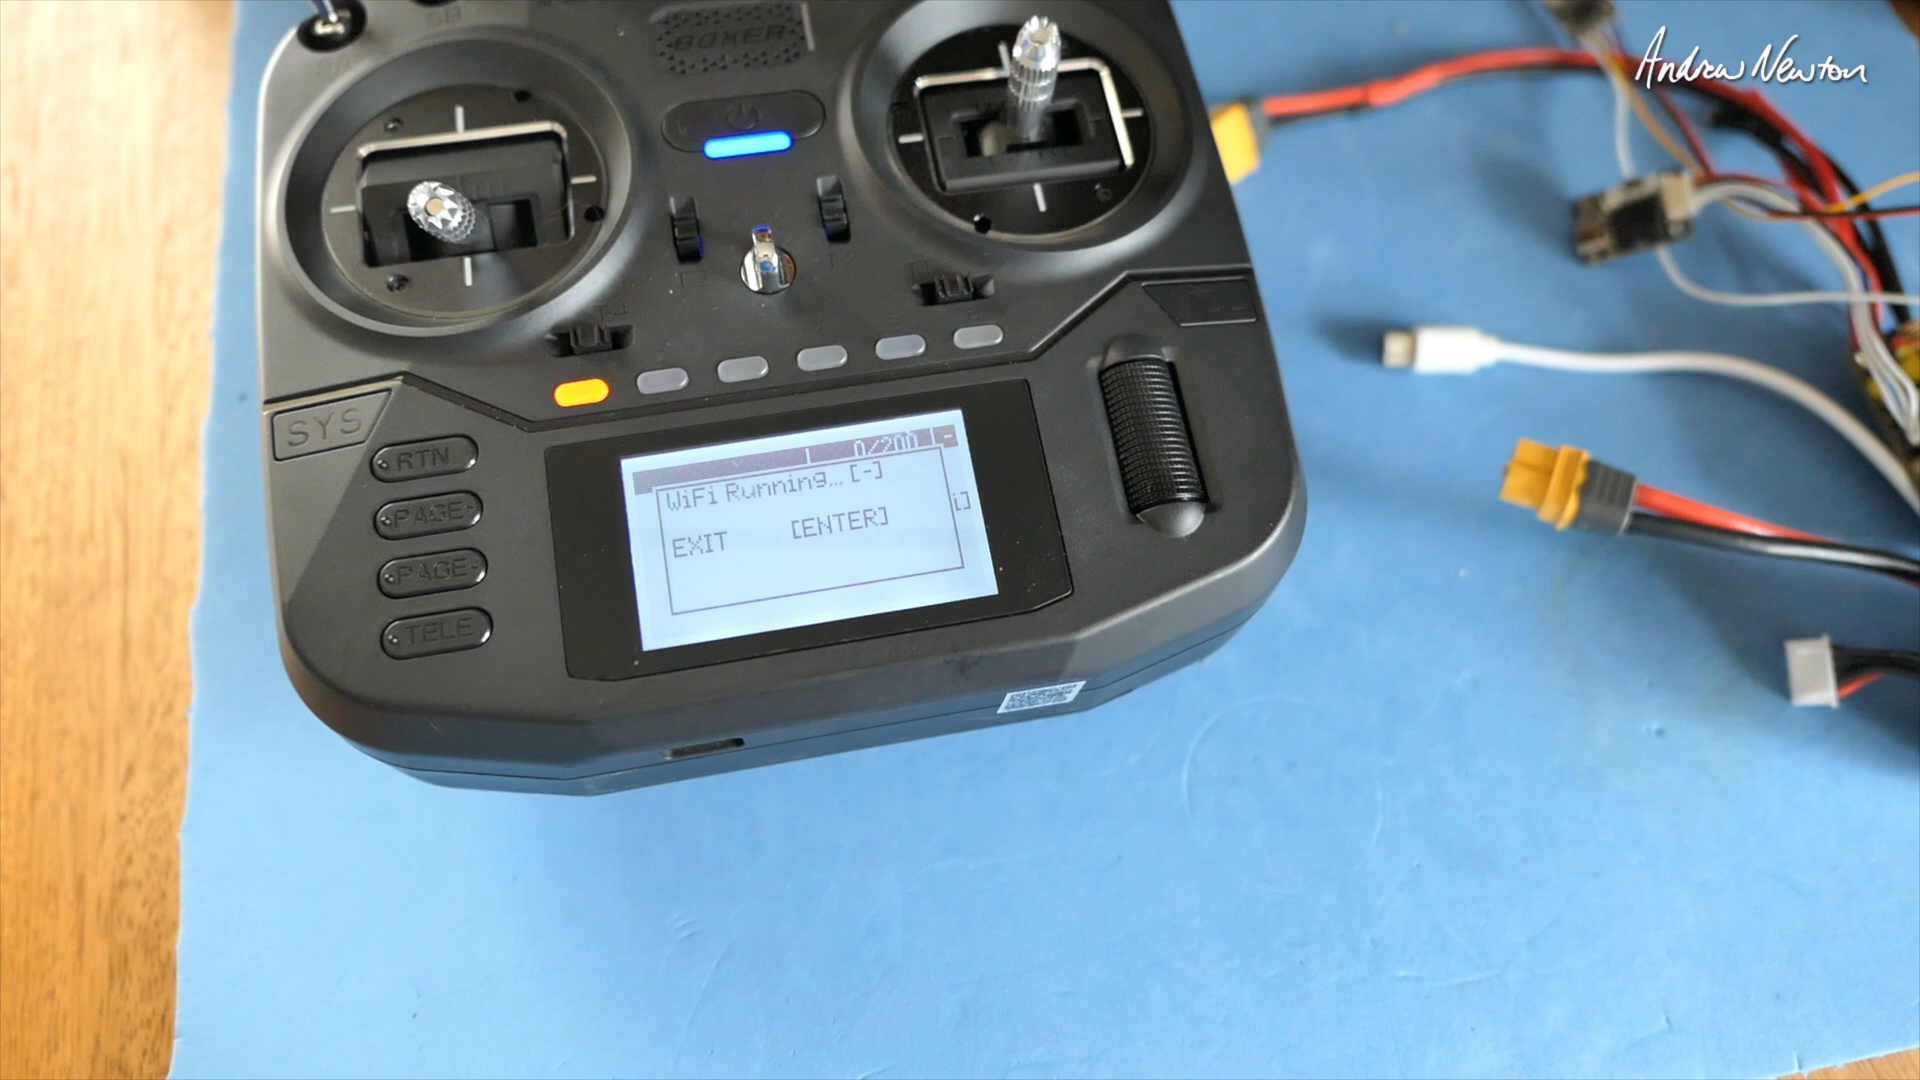 Andrew Newton
BOXER
SYS
RTN
PAGE
PAGE
TELE
0/200 -
WiFi Running... [-]
i]
EXIT [ENTER]